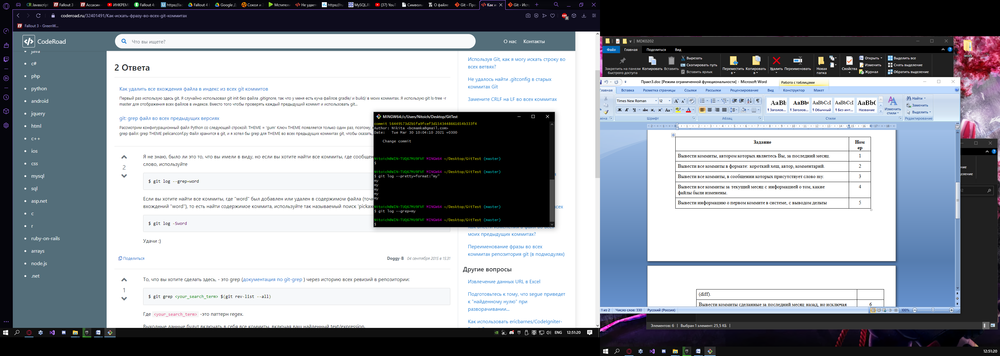 Javascript
Fallout 3 -
Ассасин -
ИНКРЕМЕ
Fallout 4:
https://ac
Fallout 4 |
Google Д
Сокол и З
Мстители
Не удаетс
https://ru
MySQL.RU
(37) YouT
Символы
О файле
Git - Про
Как ис
Git - Исп
coderoad.ru/32401491/Как-искать-фразу-во-всех-git-коммитах
Fallout 3 - GreenW...
CodeRoad
Что вы ищете?
О нас
Контакты
java
c#
php
python
android
jquery
html
c++
ios
css
mysql
sql
asp.net
c
r
ruby-on-rails
arrays
node.js
.net
2 Ответа
Как удалить все вхождения файла в индекс из всех git коммитов
Первый раз использую здесь git. Я случайно использовал git init без файла .gitignore, так что у меня есть куча файлов gradle/ и build/ в моих коммитах. Я использую git ls-tree -r
master для отображения всех файлов в индексе. Вместо того чтобы проверять каждый предыдущий коммит и использовать git...
git: grep файл во всех предыдущих версиях
Рассмотрим конфигурационный файл Python со следующей строкой: THEME = 'gum' Ключ THEME появляется только один раз, поэтому,
grep файл: grep THEME pelicanconf.py Файл хранится в git, и я хотел бы grep для THEME во всех предыдущих коммитах git, чтобы сказать,
2
Я не знаю, было ли это то, что вы имели в виду, но если вы хотите найти все коммиты, где сообщен
слово, используйте
$ git log --grep=word
Если вы хотите найти все коммиты, где "word" был добавлен или удален в содержимом файла (точн
вхождений "word"), то есть найти содержимое коммита, используйте так называемый поиск 'pickaxe
$ git log -Sword
Удачи :)
Поделиться
Doggy-B 04 сентября 2015 в 15:31
1
То, что вы хотите сделать здесь, - это grep (документация по git-grep ) через историю всех ревизий в репозитории:
$ git grep <your_search_term> $(git rev-list --all)
Где <your_search_term> -это паттерн regex.
Выходные данные будут включать в себя все коммиты, включая ваш найденный text/expression.
Используя Git, как я могу искать строку во
всех ветвях?
Не удалось найти .gitconfig в старых
коммитах Git
Замените CRLF на LF во всех коммитах
Как внести изменения в файл во всех
моих предыдущих коммитах?
Переименование фразы во всех
коммитах репозитория git (в подмодулях)
Другие вопросы
Извлечение данных URL в Excel
Подготовьтесь к тому, что segue приведет
к "найденному нулю" при
разворачивании...
Как использовать ericbarnes/CodeIgniter-
MINGW64:/c/Users/Nitoich/Desktop/GitTest
commit 56449573d2b5fa9fcef3d1543448661654b333f4
Author: Nikita <bcmamka@gmail.com>
Date: Tue Mar 30 10:04:10 2021 +0300
Change commit
Nitoich@WIN-TUQ67MU9FVF MINGW64 ~/Desktop/GitTest (master)
$
Nitoich@WIN-TUQ67MU9FVF MINGW64 ~/Desktop/GitTest (master)
$ git log --pretty=format:"my"
my
my
my
my
my
Nitoich@WIN-TUQ67MU9FVF MINGW64 ~/Desktop/GitTest (master)
$ git log --grep=my
Nitoich@WIN-TUQ67MU9FVF MINGW64 ~/Desktop/GitTest (master)
$
ENG 12:51:20
MDK0202
Файл
Главная
Поделиться
Вид
Закрепить на панели
быстрого доступа
Копировать
Вставить
Вырезать
Скопировать путь
Вставить ярлык
Переместить
в
Копировать
в
Удалить
Переименовать
Новая
папка
Свойства
Открыть
Изменить
Журнал
Выделить все
Снять выделение
Обратить выделение
work
Практ3.doc [Режим ограниченной функциональности] - Microsoft Word
Работа с таблицами
лавная
Вставка
Разметка страницы
Ссылки
Рассылки
Рецензирование
Вид
Конструктор
Макет
Times New Roman
12
Шрифт
Абзац
Стили
Редактирование
AaBb
AaBb
AaBbCcI
AaBbCcI
AaBbC
¶ Заголов...
¶ Заголов...
¶ Обычный
¶ Без инт...
Название
Изменить
стили
Найти
Заменить
Выделить
Задание
Ном
ер
Вывести коммиты, автором которых являетесь Вы, за последний месяц.
1
Вывести все коммиты в формате: короткий хеш, автор, комментарий.
2
Вывести все коммиты, в сообщении которых присутствует слово my.
3
Вывести все коммиты за текущий месяц с информацией о том, какие
файлы были изменены.
4
Вывести информацию о первом коммите в системе, с выводом дельты
5
(diff).
Вывести коммиты сделанные за последний месяц назад, но исключая
6
1 из 2
Число слов: 330
Русский (Россия)
100%
Элементов: 6
Выбран 1 элемент: 25,5 КБ
12:51:20